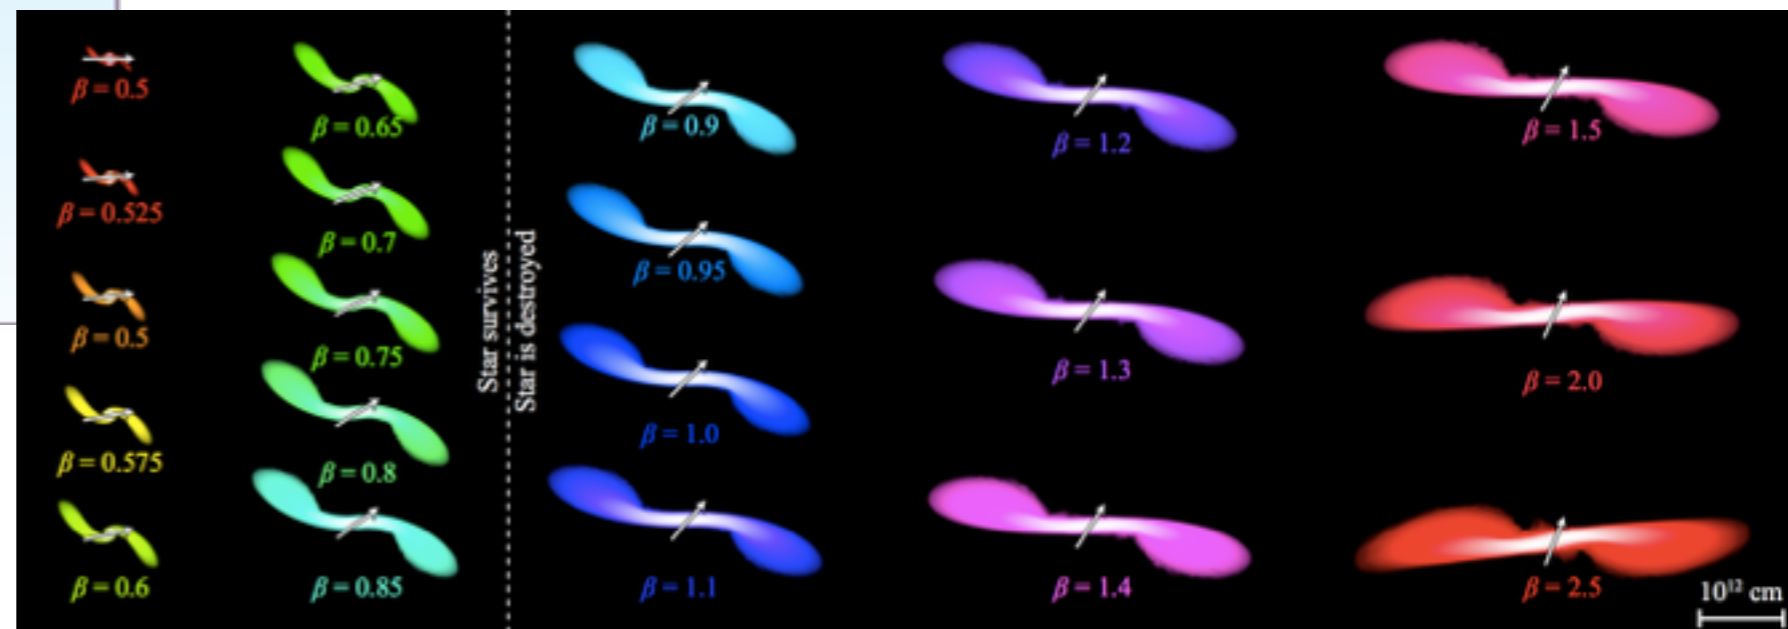 β = 0.5
β = 0.525
β = 0.5
β = 0.575
β = 0.6
β = 0.65
β = 0.7
β = 0.75
β = 0.8
β = 0.85
Star survives
Star is destroyed
β = 0.9
β = 0.95
β = 1.0
β = 1.1
β = 1.2
β = 1.3
β = 1.4
β = 1.5
β = 2.0
β = 2.5
10¹² cm